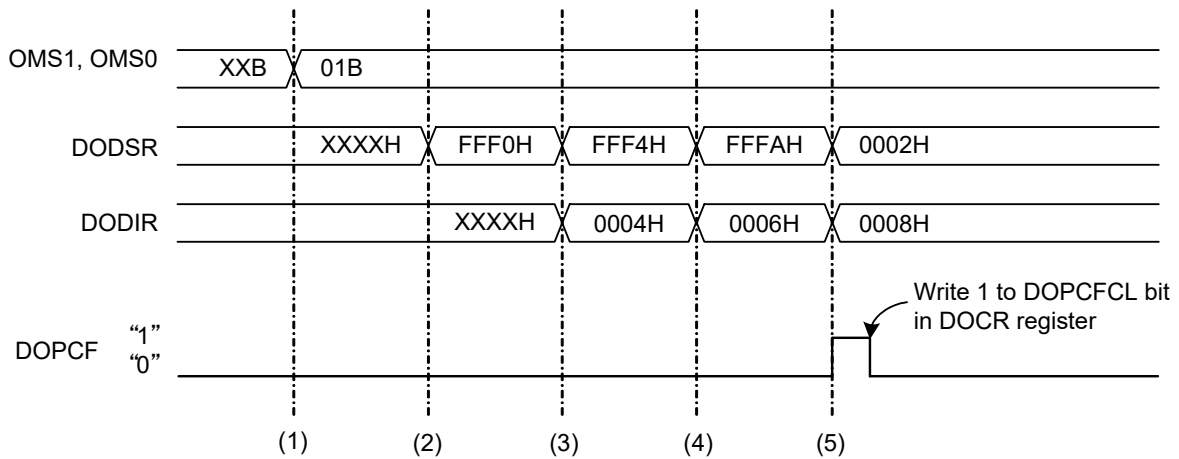 OMS1, OMS0 XXB 01B
DODSR XXXXH FFF0H FFF4H FFFAH 0002H
DODIR XXXXH 0004H 0006H 0008H
Write 1 to DOPCFCL bit
in DOCR register
DOPCF “1”
“0”
(1) (2) (3) (4) (5)